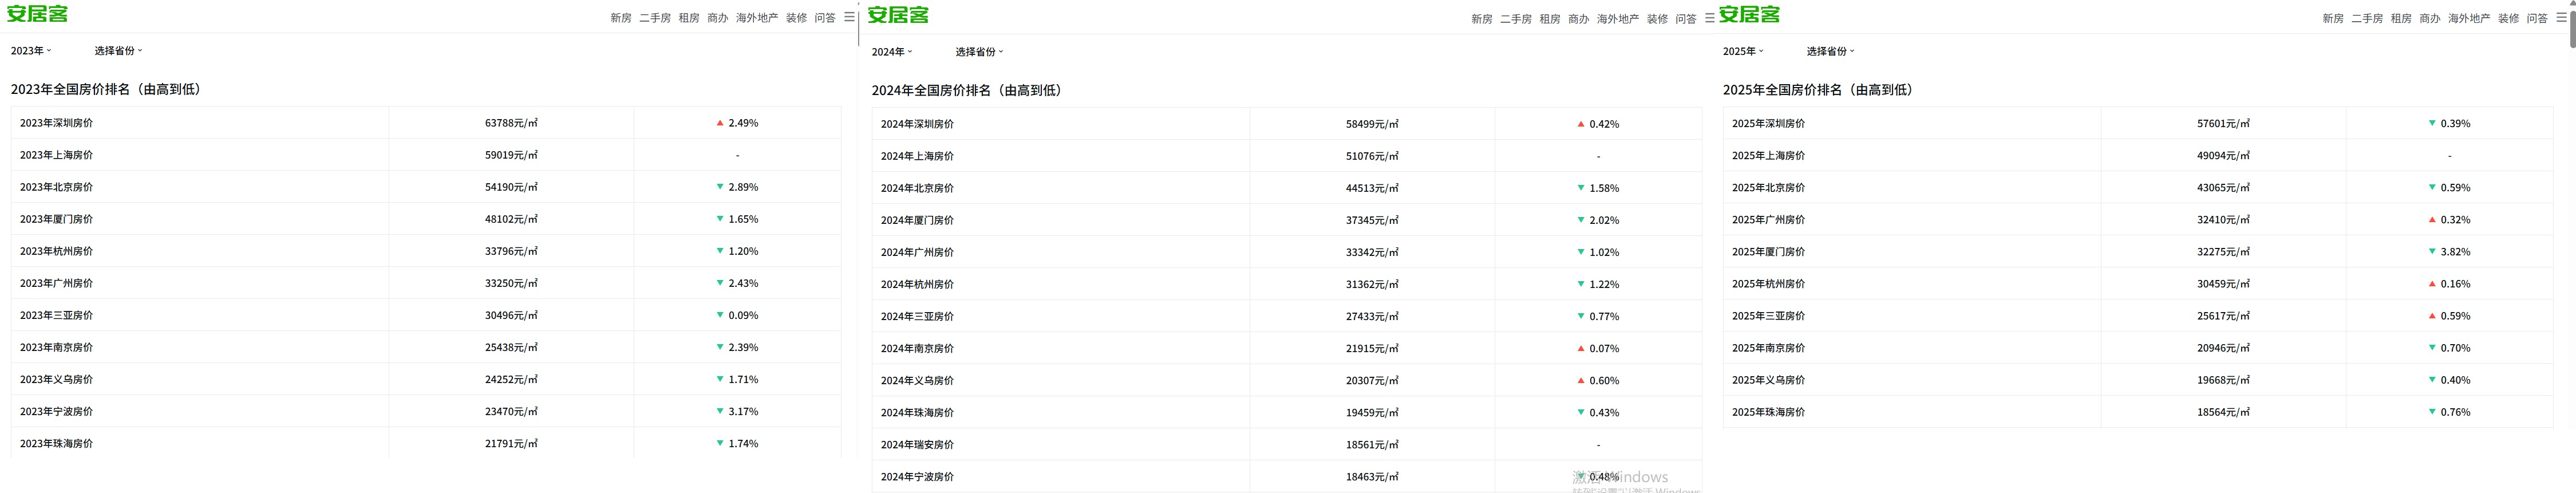 安居客
新房 二手房 租房 商办 海外地产 装修 问答
2023年 选择省份
2023年全国房价排名（由高到低）
2023年深圳房价 63788元/㎡ ▲ 2.49%
2023年上海房价 59019元/㎡ -
2023年北京房价 54190元/㎡ ▼ 2.89%
2023年厦门房价 48102元/㎡ ▼ 1.65%
2023年杭州房价 33796元/㎡ ▼ 1.20%
2023年广州房价 33250元/㎡ ▼ 2.43%
2023年三亚房价 30496元/㎡ ▼ 0.09%
2023年南京房价 25438元/㎡ ▼ 2.39%
2023年义乌房价 24252元/㎡ ▼ 1.71%
2023年宁波房价 23470元/㎡ ▼ 3.17%
2023年珠海房价 21791元/㎡ ▼ 1.74%
安居客
新房 二手房 租房 商办 海外地产 装修 问答
2024年 选择省份
2024年全国房价排名（由高到低）
2024年深圳房价 58499元/㎡ ▲ 0.42%
2024年上海房价 51076元/㎡ -
2024年北京房价 44513元/㎡ ▼ 1.58%
2024年厦门房价 37345元/㎡ ▼ 2.02%
2024年广州房价 33342元/㎡ ▼ 1.02%
2024年杭州房价 31362元/㎡ ▼ 1.22%
2024年三亚房价 27433元/㎡ ▼ 0.77%
2024年南京房价 21915元/㎡ ▲ 0.07%
2024年义乌房价 20307元/㎡ ▲ 0.60%
2024年珠海房价 19459元/㎡ ▼ 0.43%
2024年瑞安房价 18561元/㎡ -
2024年宁波房价 18463元/㎡ ▼ 0.48%
激活 Windows
转到"设置"以激活 Windows
安居客
新房 二手房 租房 商办 海外地产 装修 问答
2025年 选择省份
2025年全国房价排名（由高到低）
2025年深圳房价 57601元/㎡ ▼ 0.39%
2025年上海房价 49094元/㎡ -
2025年北京房价 43065元/㎡ ▼ 0.59%
2025年广州房价 32410元/㎡ ▲ 0.32%
2025年厦门房价 32275元/㎡ ▼ 3.82%
2025年杭州房价 30459元/㎡ ▲ 0.16%
2025年三亚房价 25617元/㎡ ▲ 0.59%
2025年南京房价 20946元/㎡ ▼ 0.70%
2025年义乌房价 19668元/㎡ ▼ 0.40%
2025年珠海房价 18564元/㎡ ▼ 0.76%